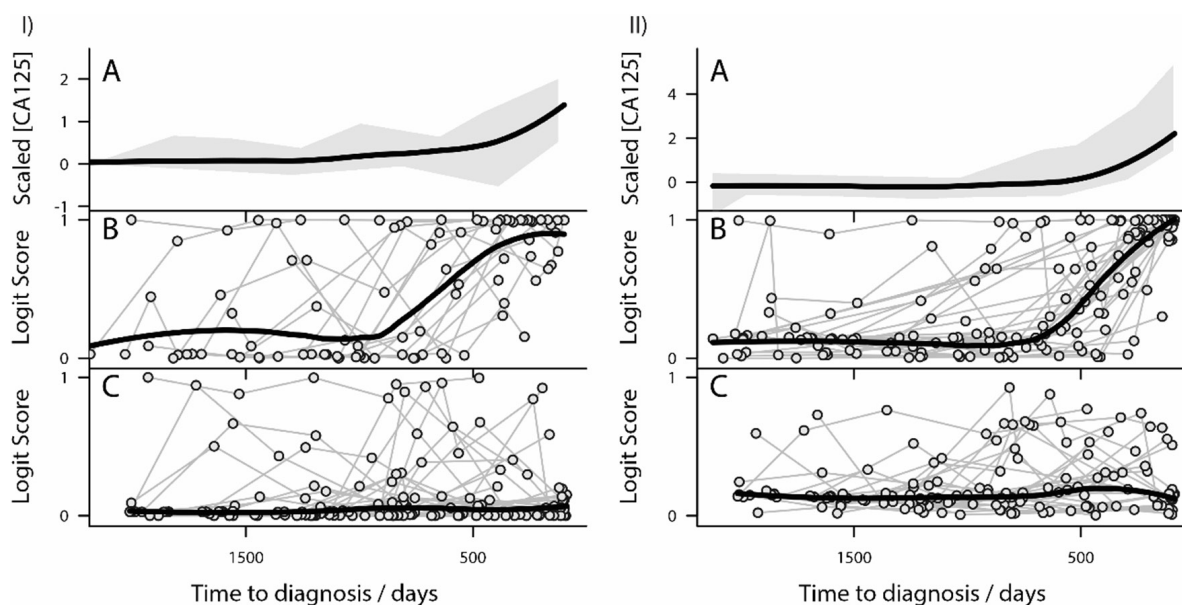 I)
A
Scaled [CA125]
2
1
0
-1
B
Logit Score
1
0
C
Logit Score
1
0
1500 500
Time to diagnosis / days
II)
A
Scaled [CA125]
4
2
0
B
Logit Score
1
0
C
Logit Score
1
0
1500 500
Time to diagnosis / days